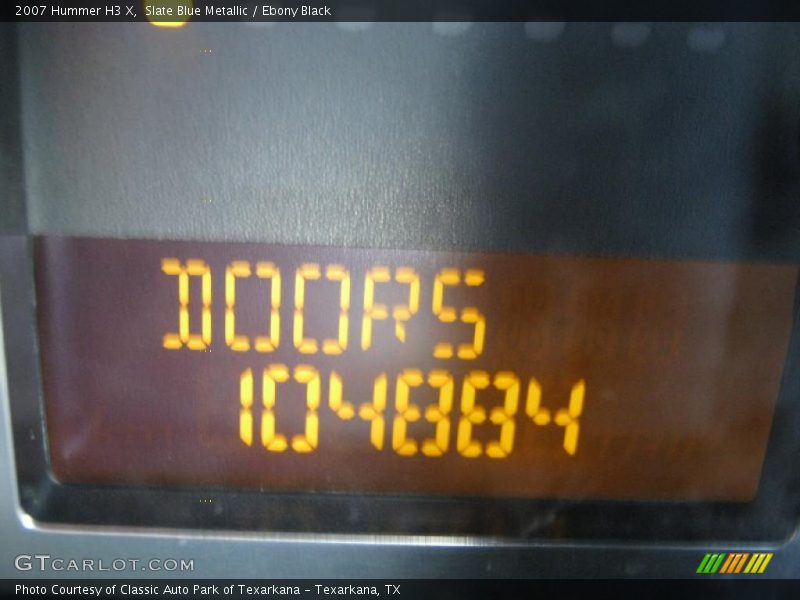 2007 Hummer H3 X,  Slate Blue Metallic / Ebony Black
DOORS
104884
GTCARLOT.COM
Photo Courtesy of Classic Auto Park of Texarkana - Texarkana, TX